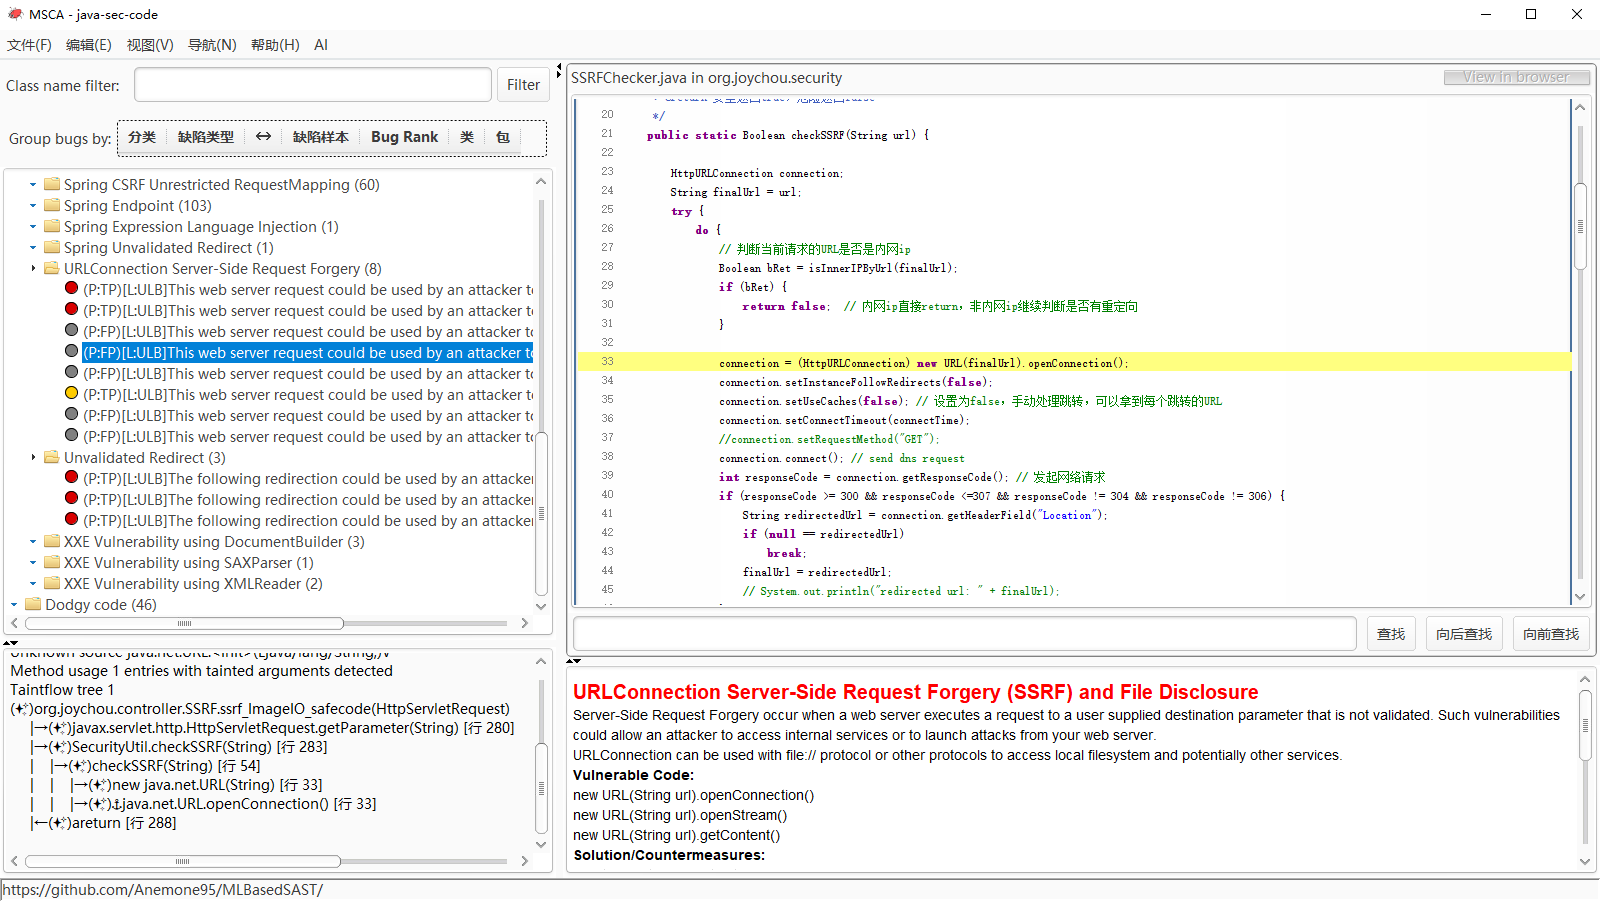 MSCA - java-sec-code
文件(F) 编辑(E) 视图(V) 导航(N) 帮助(H) AI
Class name filter:
Filter
Group bugs by:
分类 缺陷类型 <-> 缺陷样本 Bug Rank 类 包
Spring CSRF Unrestricted RequestMapping (60)
Spring Endpoint (103)
Spring Expression Language Injection (1)
Spring Unvalidated Redirect (1)
URLConnection Server-Side Request Forgery (8)
(P:TP)[L:ULB]This web server request could be used by an attacker to
(P:TP)[L:ULB]This web server request could be used by an attacker to
(P:FP)[L:ULB]This web server request could be used by an attacker to
(P:FP)[L:ULB]This web server request could be used by an attacker to
(P:FP)[L:ULB]This web server request could be used by an attacker to
(P:TP)[L:ULB]This web server request could be used by an attacker to
(P:FP)[L:ULB]This web server request could be used by an attacker to
(P:FP)[L:ULB]This web server request could be used by an attacker to
Unvalidated Redirect (3)
(P:TP)[L:ULB]The following redirection could be used by an attacker
(P:TP)[L:ULB]The following redirection could be used by an attacker
(P:TP)[L:ULB]The following redirection could be used by an attacker
XXE Vulnerability using DocumentBuilder (3)
XXE Vulnerability using SAXParser (1)
XXE Vulnerability using XMLReader (2)
Dodgy code (46)
Unknown source java.net.URL.<init>(Ljava/lang/String;)V
Method usage 1 entries with tainted arguments detected
Taintflow tree 1
(✨)org.joychou.controller.SSRF.ssrf_ImageIO_safecode(HttpServletRequest)
|→(✨)javax.servlet.http.HttpServletRequest.getParameter(String) [行 280]
|→(✨)SecurityUtil.checkSSRF(String) [行 283]
| |→(✨)checkSSRF(String) [行 54]
| | |→(✨)new java.net.URL(String) [行 33]
| | |→(✨)⚓java.net.URL.openConnection() [行 33]
|←(✨)areturn [行 288]
SSRFChecker.java in org.joychou.security
View in browser
20 */
21 public static Boolean checkSSRF(String url) {
22
23 HttpURLConnection connection;
24 String finalUrl = url;
25 try {
26 do {
27 // 判断当前请求的URL是否是内网ip
28 Boolean bRet = isInnerIPByUrl(finalUrl);
29 if (bRet) {
30 return false; // 内网ip直接return，非内网ip继续判断是否有重定向
31 }
32
33 connection = (HttpURLConnection) new URL(finalUrl).openConnection();
34 connection.setInstanceFollowRedirects(false);
35 connection.setUseCaches(false); // 设置为false，手动处理跳转，可以拿到每个跳转的URL
36 connection.setConnectTimeout(connectTime);
37 //connection.setRequestMethod("GET");
38 connection.connect(); // send dns request
39 int responseCode = connection.getResponseCode(); // 发起网络请求
40 if (responseCode >= 300 && responseCode <=307 && responseCode != 304 && responseCode != 306) {
41 String redirectedUrl = connection.getHeaderField("Location");
42 if (null == redirectedUrl)
43 break;
44 finalUrl = redirectedUrl;
45 // System.out.println("redirected url: " + finalUrl);
查找 向后查找 向前查找
URLConnection Server-Side Request Forgery (SSRF) and File Disclosure
Server-Side Request Forgery occur when a web server executes a request to a user supplied destination parameter that is not validated. Such vulnerabilities
could allow an attacker to access internal services or to launch attacks from your web server.
URLConnection can be used with file:// protocol or other protocols to access local filesystem and potentially other services.
Vulnerable Code:
new URL(String url).openConnection()
new URL(String url).openStream()
new URL(String url).getContent()
Solution/Countermeasures:
https://github.com/Anemone95/MLBasedSAST/